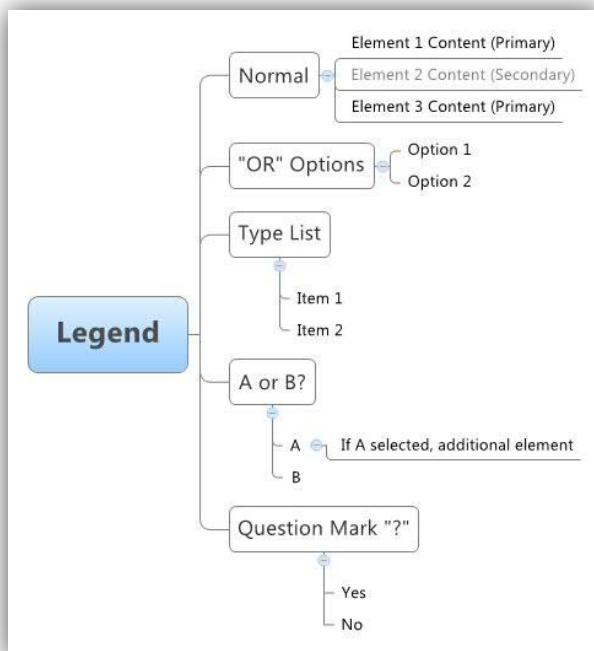 Legend
Normal
Element 1 Content (Primary)
Element 2 Content (Secondary)
Element 3 Content (Primary)
"OR" Options
Option 1
Option 2
Type List
Item 1
Item 2
A or B?
A
If A selected, additional element
B
Question Mark "?"
Yes
No